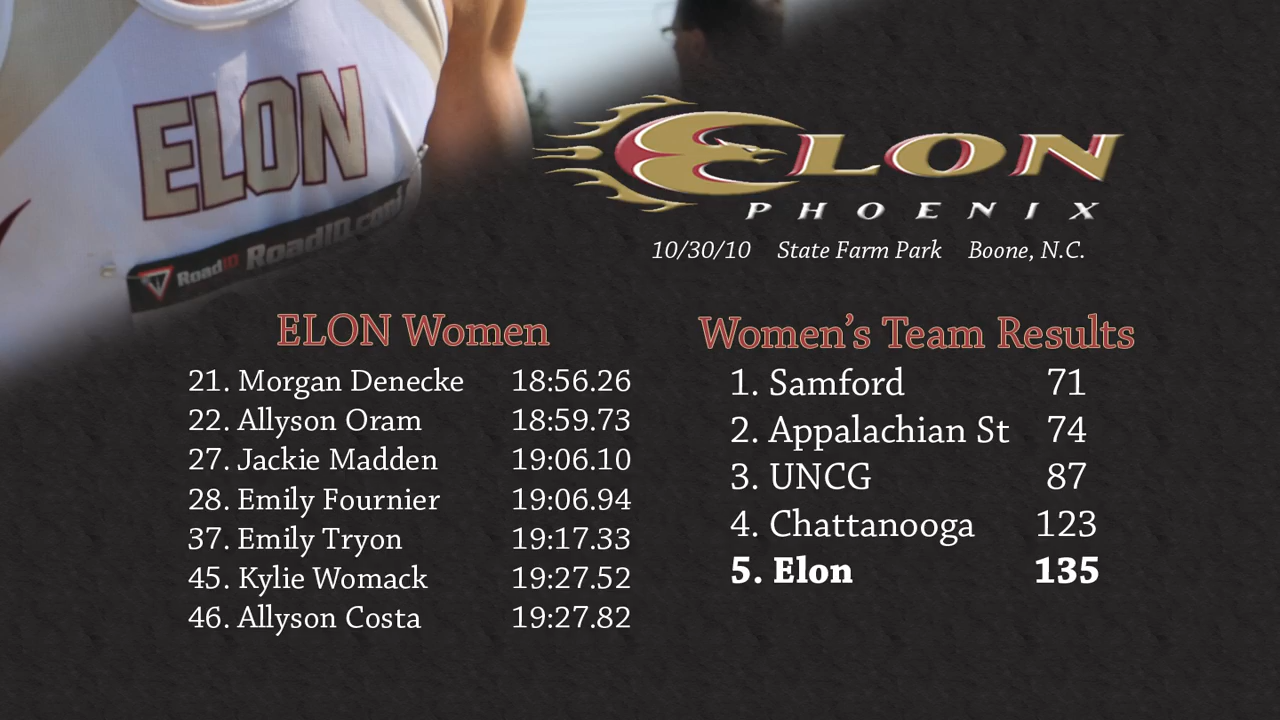 ELON
RoadID RoadID.com
ELON
PHOENIX
10/30/10 State Farm Park Boone, N.C.
ELON Women
21. Morgan Denecke 18:56.26
22. Allyson Oram 18:59.73
27. Jackie Madden 19:06.10
28. Emily Fournier 19:06.94
37. Emily Tryon 19:17.33
45. Kylie Womack 19:27.52
46. Allyson Costa 19:27.82
Women's Team Results
1. Samford 71
2. Appalachian St 74
3. UNCG 87
4. Chattanooga 123
5. Elon 135